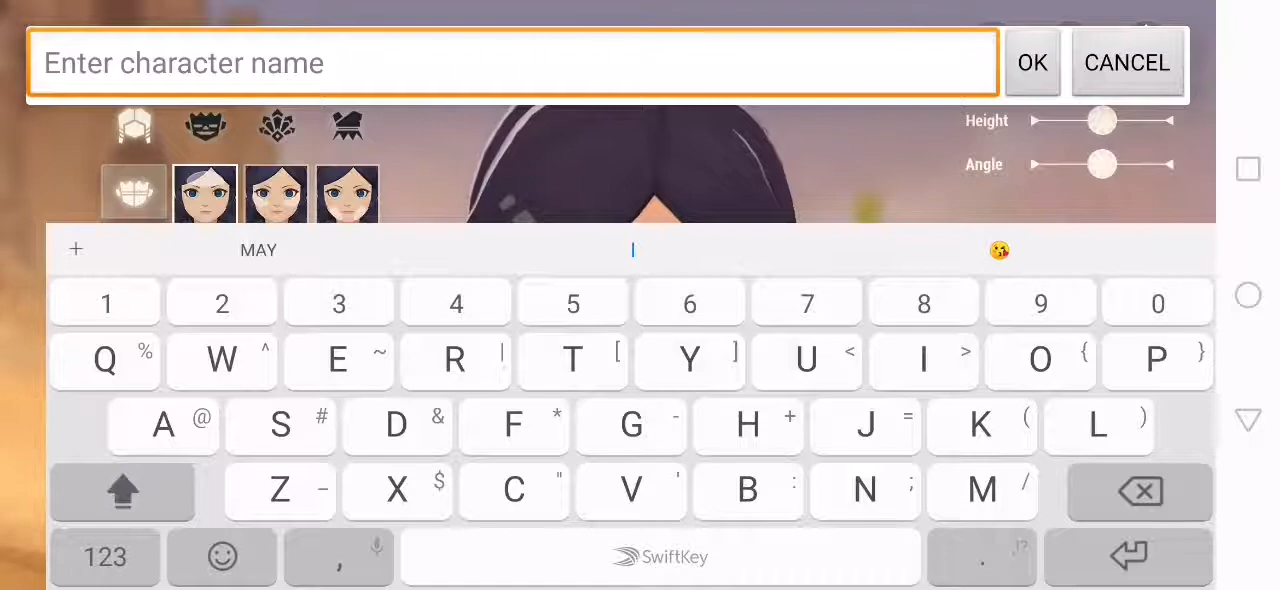 Enter character name OK CANCEL
Height
Angle
+ MAY I 😘
1 2 3 4 5 6 7 8 9 0
Q % W ^ E ~ R | T [ Y ] U < I > O { P }
A @ S # D & F * G - H + J = K ( L )
Z _ X $ C " V ' B : N ; M /
123 , SwiftKey . ,!?